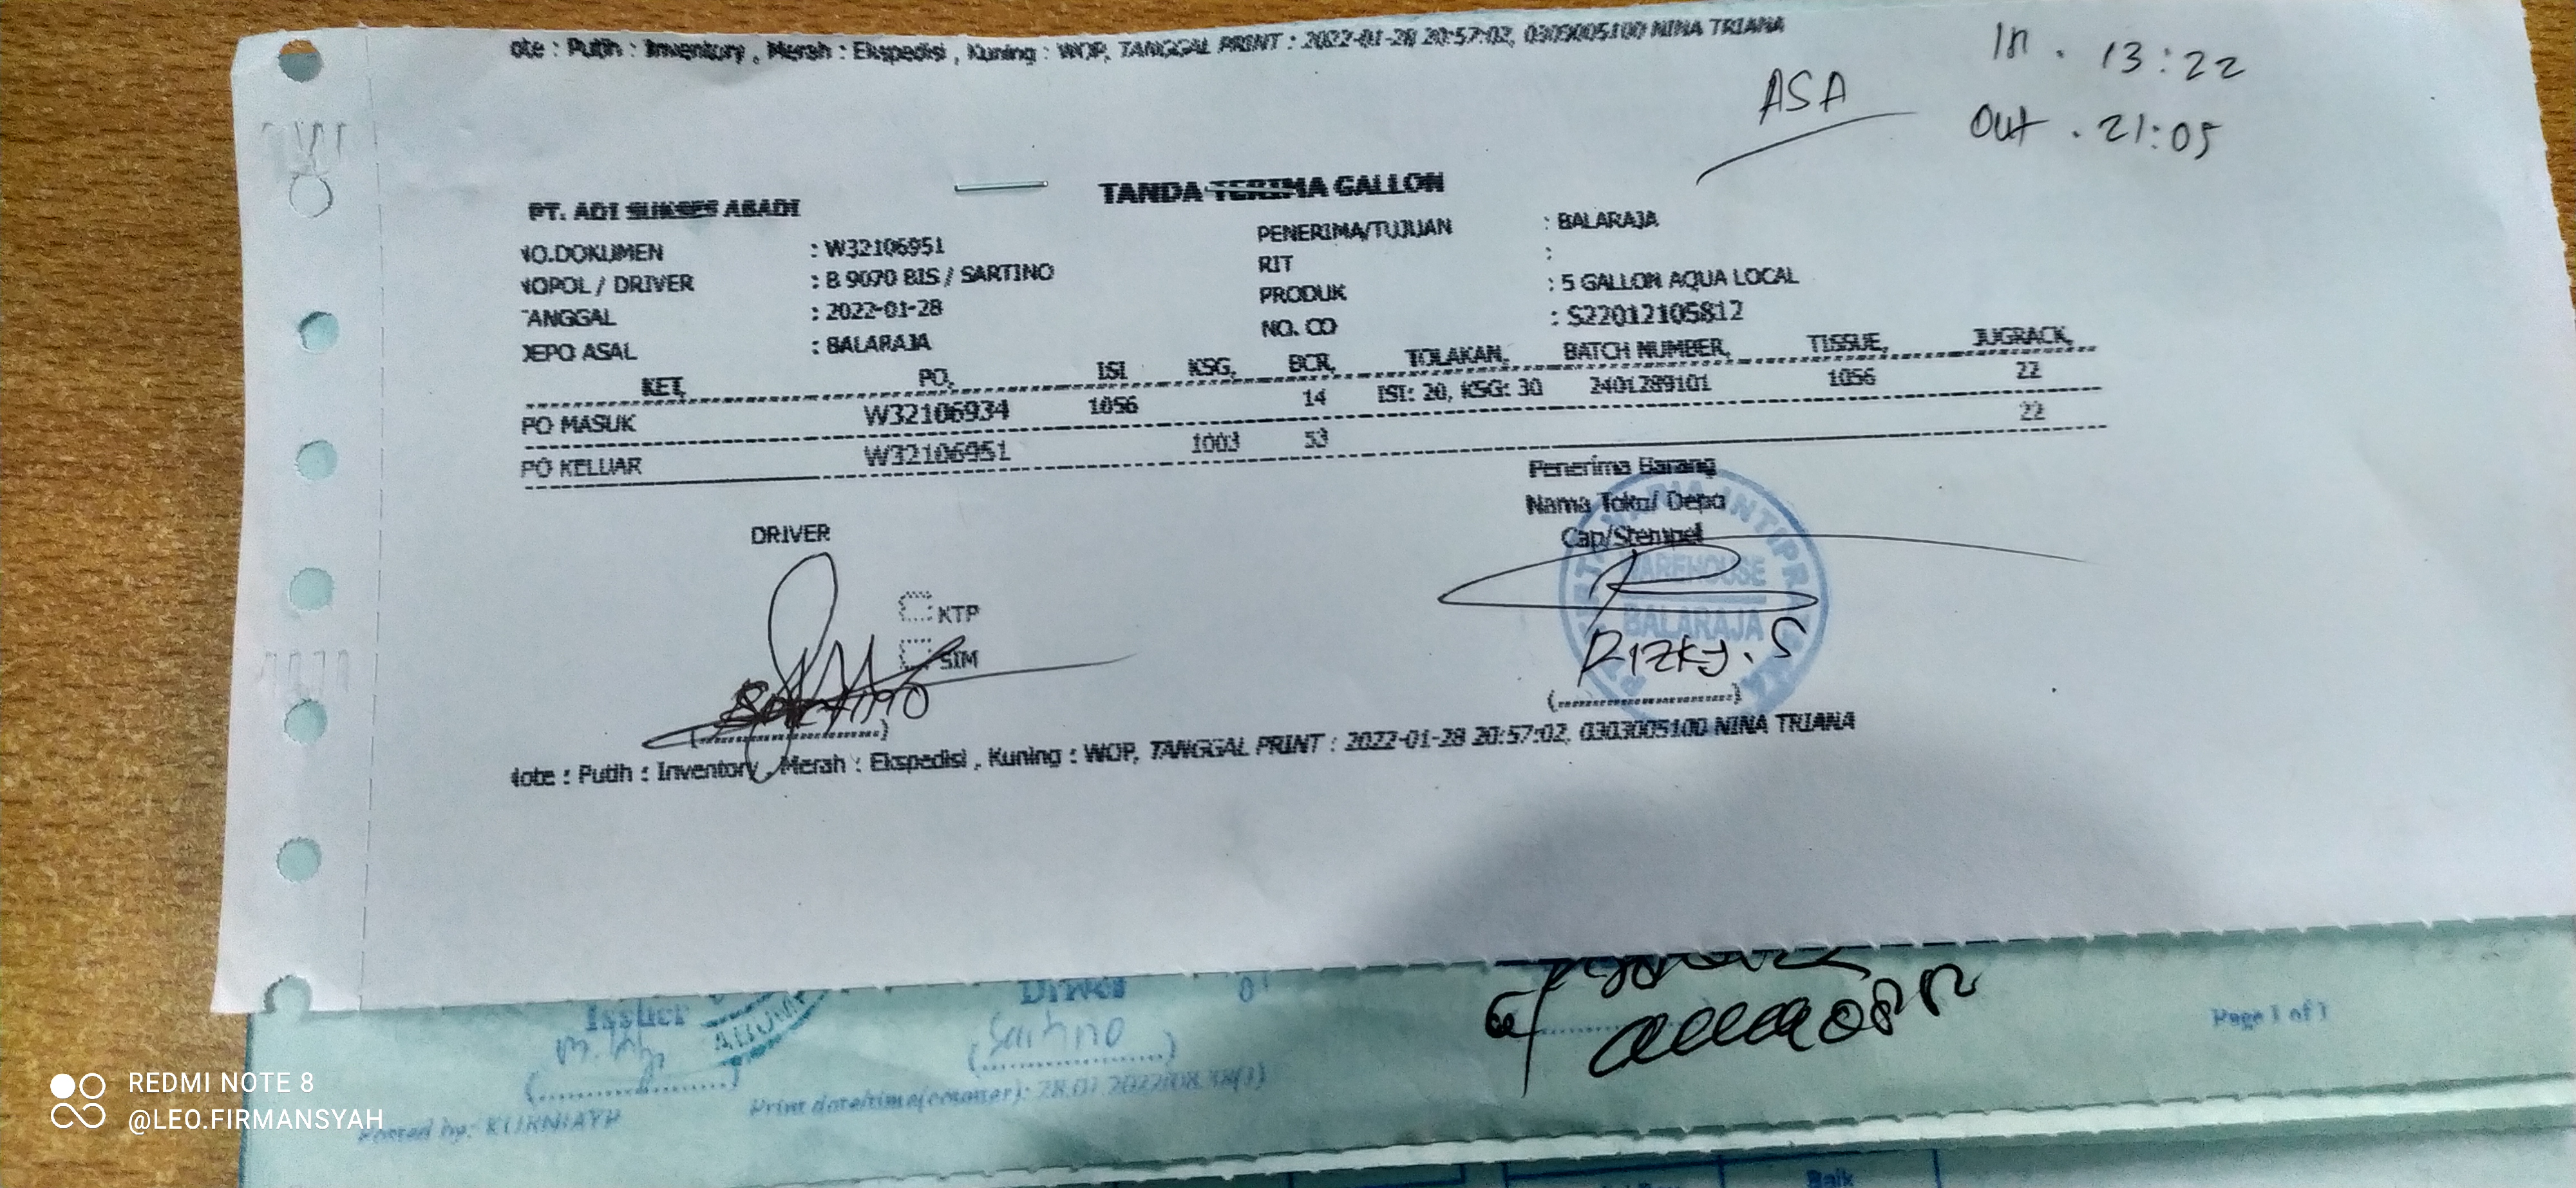 ote : Putih : Inventory , Merah : Ekspedisi , Kuning : WOP, TANGGAL PRINT : 2022-01-28 20:57:02, 0303005100 NINA TRIANA
In . 13:22
ASA
Out . 21:05
TANDA TERIMA GALLON
PT. ADI SUKSES ABADI
NO.DOKUMEN : W32106951
PENERIMA/TUJUAN : BALARAJA
NOPOL / DRIVER : B 9070 BIS / SARTINO
RIT :
TANGGAL : 2022-01-28
PRODUK : 5 GALLON AQUA LOCAL
DEPO ASAL : BALARAJA
NO. CO : S22012105812
KET, PO, ISI KSG, BCR, TOLAKAN, BATCH NUMBER, TISSUE, JUGRACK,
PO MASUK W32106934 1056 14 ISI: 20, KSG: 30 2401289101 1056 22
PO KELUAR W32106951 1003 53 22
Penerima Barang
Nama Toko/ Depo
DRIVER
Cap/Stempel
WAREHOUSE
BALARAJA
KTP
SIM
Sartino
Rizky. S
(........................)
(........................)
Note : Putih : Inventory , Merah : Ekspedisi , Kuning : WOP, TANGGAL PRINT : 2022-01-28 20:57:02, 0303005100 NINA TRIANA
Issuer
Driver
Sartino
Page 1 of 1
Print date/time(counter): 28.01.2022/08.38(1)
Posted by: KURNIAYP
REDMI NOTE 8
@LEO.FIRMANSYAH
Baik